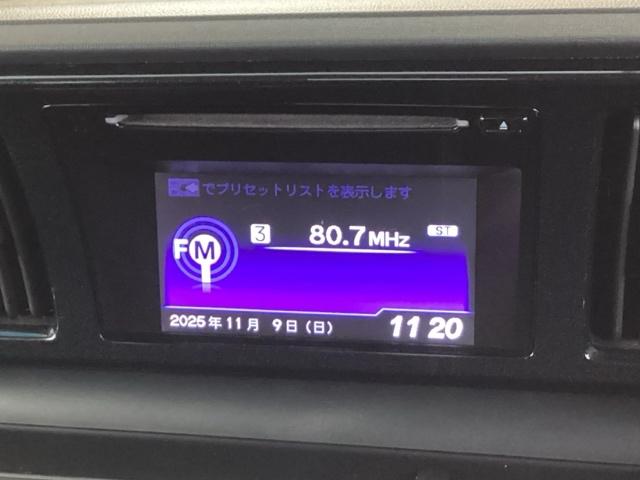 でプリセットリストを表示します
FM
3 80.7MHz ST
2025年11月 9日(日) 11 20